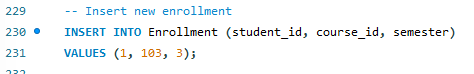 229 -- Insert new enrollment
230 INSERT INTO Enrollment (student_id, course_id, semester)
231 VALUES (1, 103, 3);